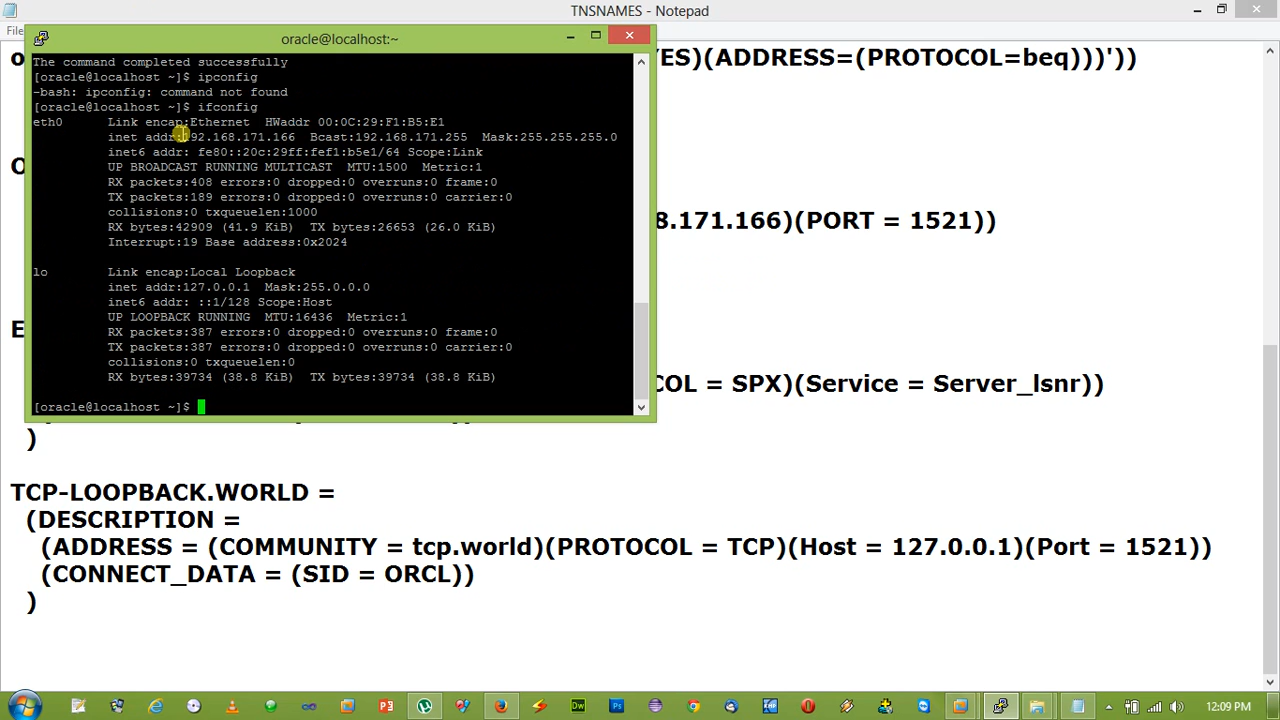 TNSNAMES - Notepad
File
oracle@localhost:~
YES)(ADDRESS=(PROTOCOL=beq)))'))
The command completed successfully
[oracle@localhost ~]$ ipconfig
-bash: ipconfig: command not found
[oracle@localhost ~]$ ifconfig
eth0 Link encap:Ethernet HWaddr 00:0C:29:F1:B5:E1
inet addr:192.168.171.166 Bcast:192.168.171.255 Mask:255.255.255.0
inet6 addr: fe80::20c:29ff:fef1:b5e1/64 Scope:Link
UP BROADCAST RUNNING MULTICAST MTU:1500 Metric:1
RX packets:408 errors:0 dropped:0 overruns:0 frame:0
TX packets:189 errors:0 dropped:0 overruns:0 carrier:0
collisions:0 txqueuelen:1000
RX bytes:42909 (41.9 KiB) TX bytes:26653 (26.0 KiB)
Interrupt:19 Base address:0x2024
lo Link encap:Local Loopback
inet addr:127.0.0.1 Mask:255.0.0.0
inet6 addr: ::1/128 Scope:Host
UP LOOPBACK RUNNING MTU:16436 Metric:1
RX packets:387 errors:0 dropped:0 overruns:0 frame:0
TX packets:387 errors:0 dropped:0 overruns:0 carrier:0
collisions:0 txqueuelen:0
RX bytes:39734 (38.8 KiB) TX bytes:39734 (38.8 KiB)
[oracle@localhost ~]$
8.171.166)(PORT = 1521))
COL = SPX)(Service = Server_lsnr))
)
TCP-LOOPBACK.WORLD =
(DESCRIPTION =
(ADDRESS = (COMMUNITY = tcp.world)(PROTOCOL = TCP)(Host = 127.0.0.1)(Port = 1521))
(CONNECT_DATA = (SID = ORCL))
)
12:09 PM